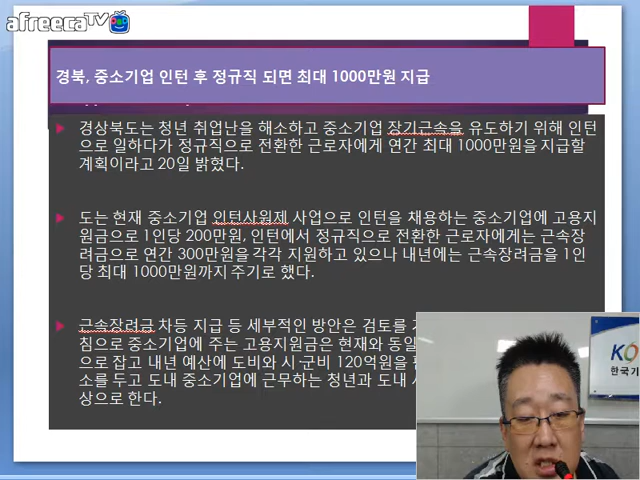 afreecaTV
경북, 중소기업 인턴 후 정규직 되면 최대 1000만원 지급
경상북도는 청년 취업난을 해소하고 중소기업 장기근속을 유도하기 위해 인턴
으로 일하다가 정규직으로 전환한 근로자에게 연간 최대 1000만원을 지급할
계획이라고 20일 밝혔다.
도는 현재 중소기업 인턴사원제 사업으로 인턴을 채용하는 중소기업에 고용지
원금으로 1인당 200만원, 인턴에서 정규직으로 전환한 근로자에게는 근속장
려금으로 연간 300만원을 각각 지원하고 있으나 내년에는 근속장려금을 1인
당 최대 1000만원까지 주기로 했다.
근속장려금 차등 지급 등 세부적인 방안은 검토를
침으로 중소기업에 주는 고용지원금은 현재와 동일
으로 잡고 내년 예산에 도비와 시·군비 120억원을
소를 두고 도내 중소기업에 근무하는 청년과 도내
상으로 한다.
KO
한국기